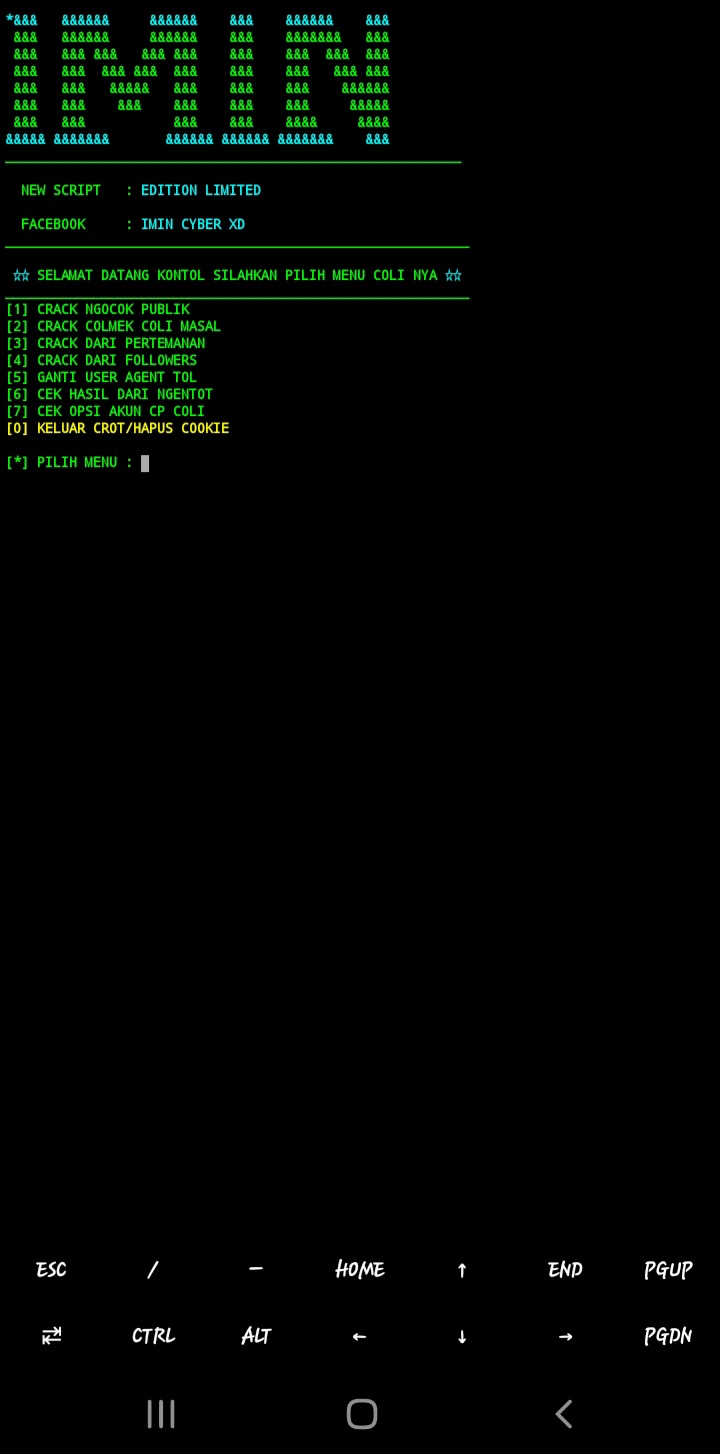 NEW SCRIPT : EDITION LIMITED
FACEBOOK : IMIN CYBER XD
☆☆ SELAMAT DATANG KONTOL SILAHKAN PILIH MENU COLI NYA ☆☆
[1] CRACK NGOCOK PUBLIK
[2] CRACK COLMEK COLI MASAL
[3] CRACK DARI PERTEMANAN
[4] CRACK DARI FOLLOWERS
[5] GANTI USER AGENT TOL
[6] CEK HASIL DARI NGENTOT
[7] CEK OPSI AKUN CP COLI
[0] KELUAR CROT/HAPUS COOKIE
[*] PILIH MENU :
ESC / — HOME ↑ END PGUP
⇄ CTRL ALT ← ↓ → PGDN